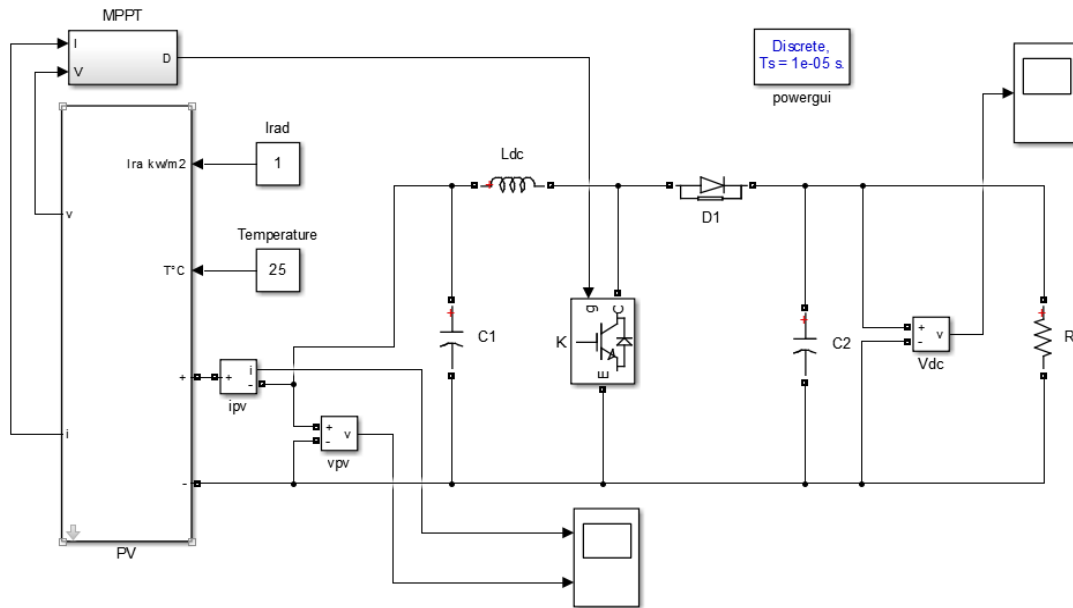 MPPT
I
V
D
Discrete,
Ts = 1e-05 s.
powergui
Irad
1
Ira kw/m2
Ldc
D1
v
Temperature
25
T°C
g
C
K
E
C1
C2
+
-
v
Vdc
R
+
+
i
-
ipv
i
+
-
v
vpv
-
PV